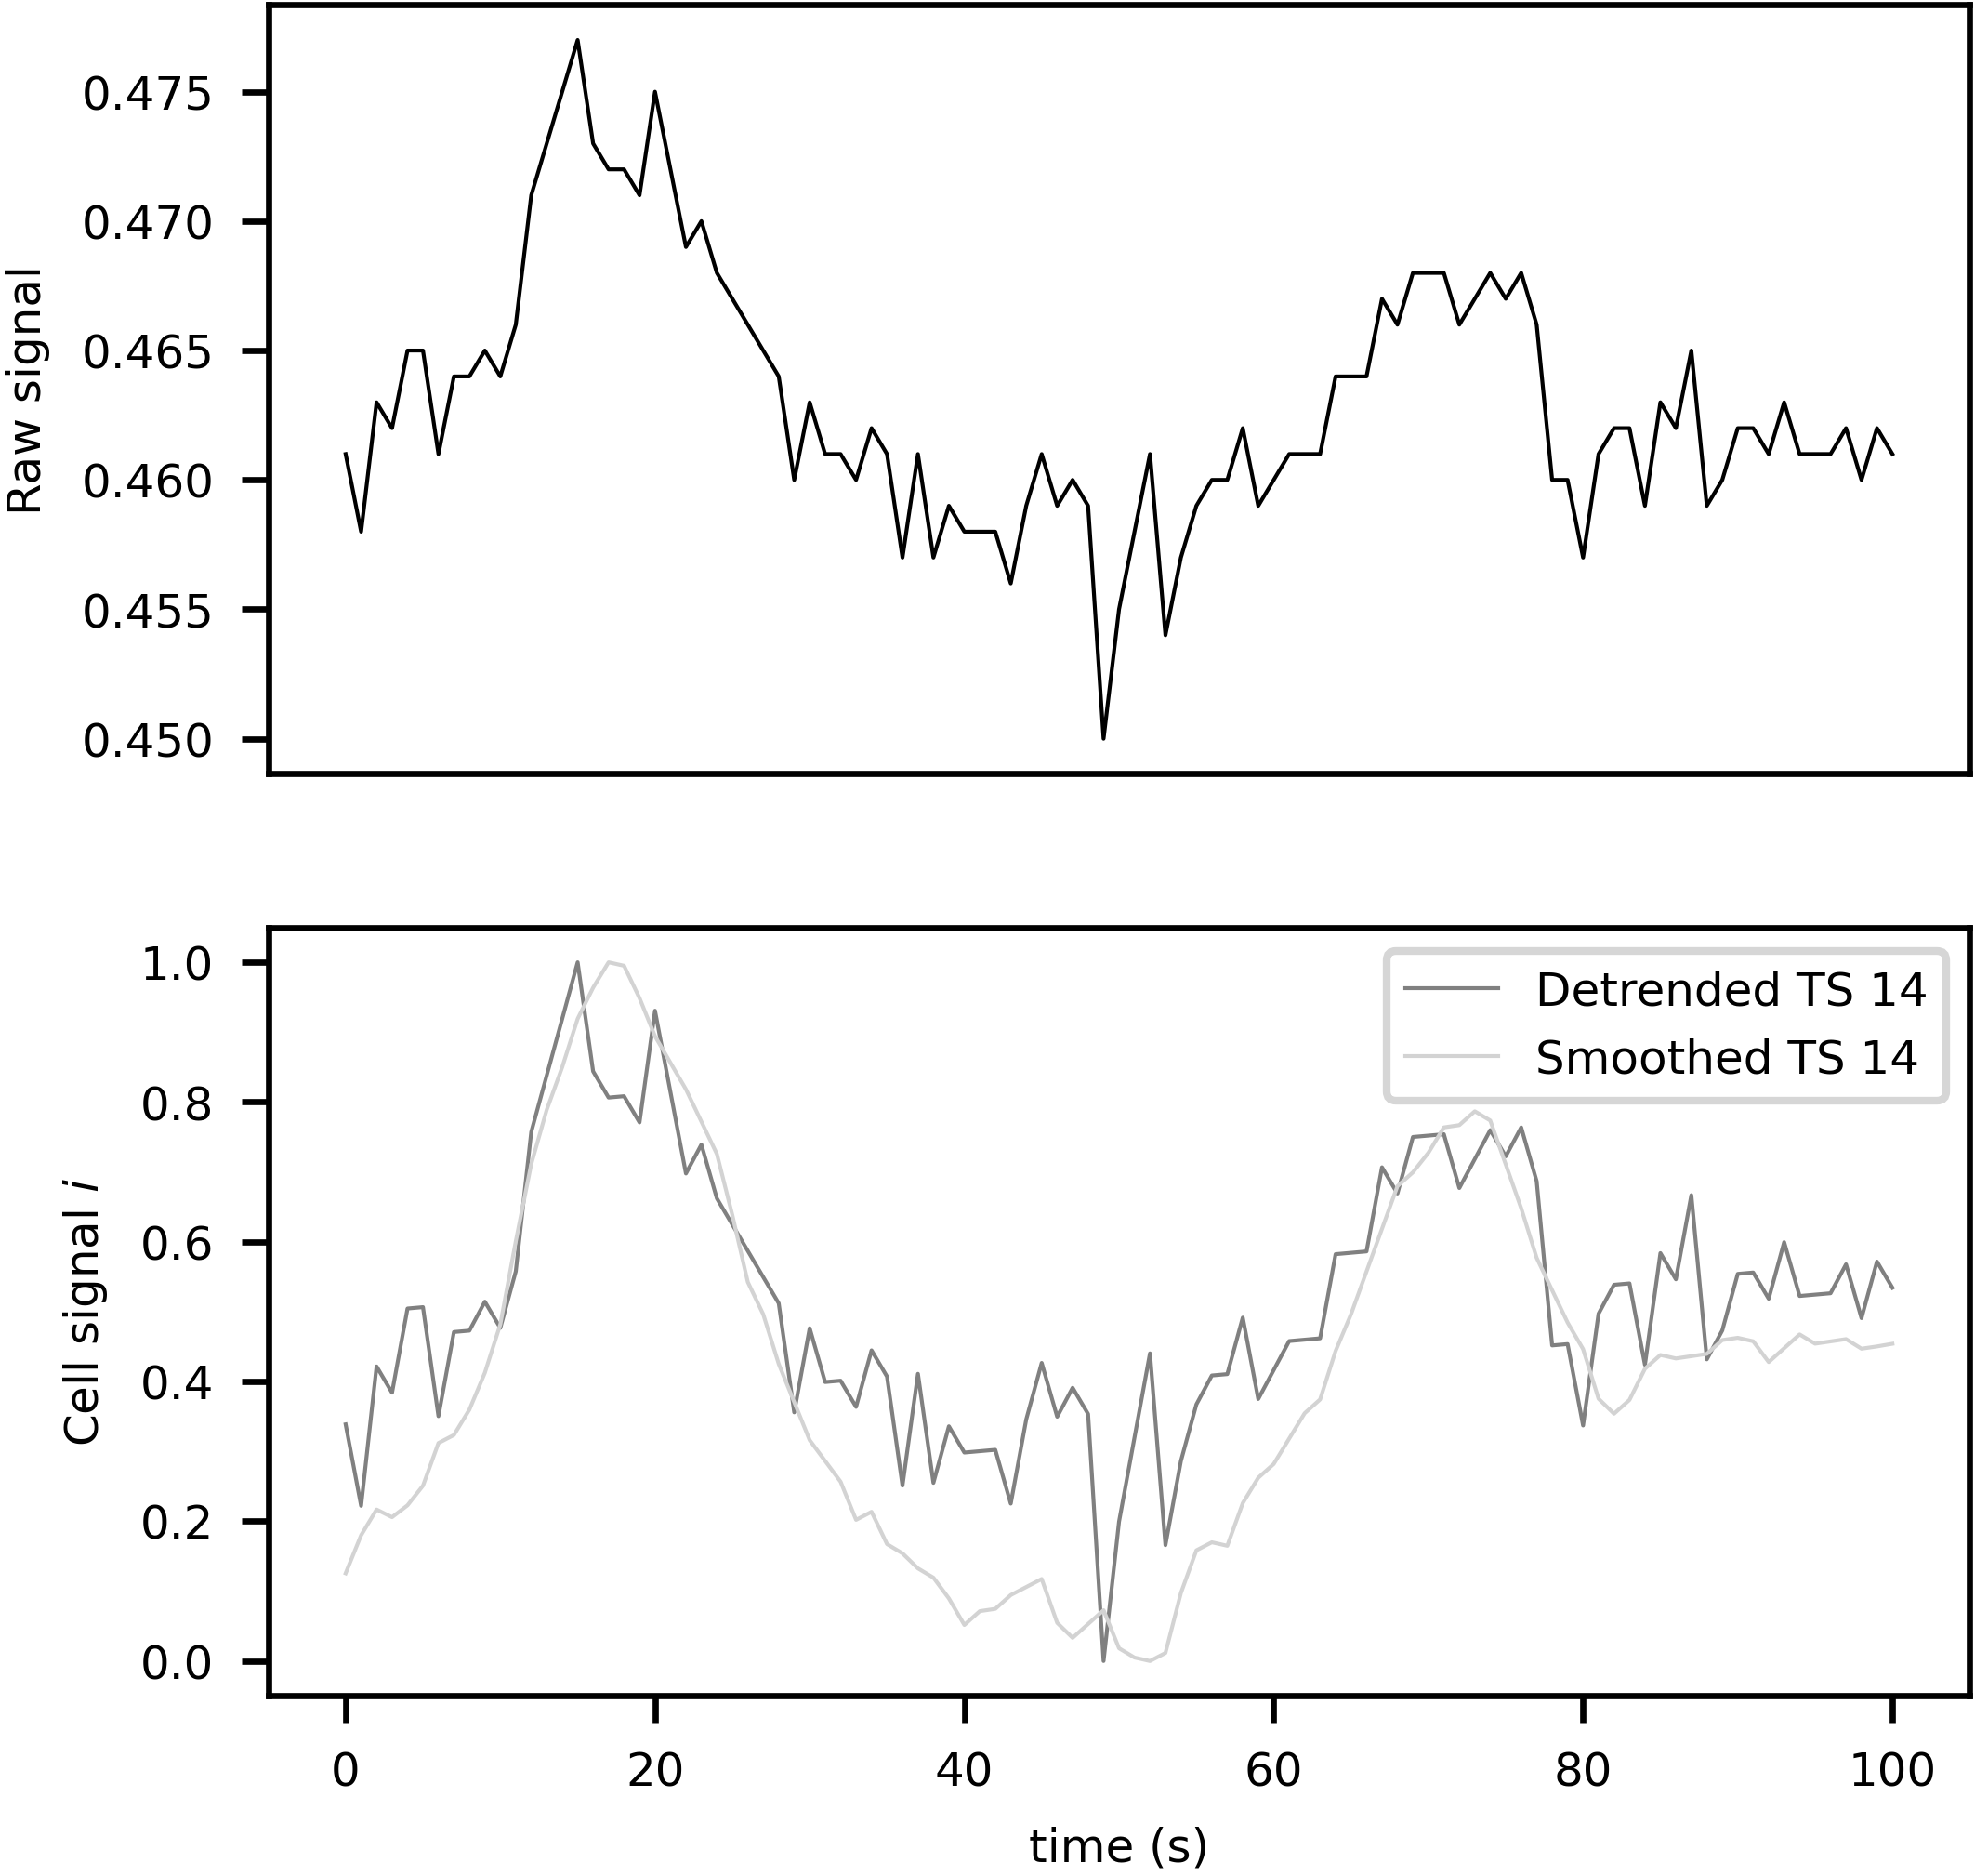 Raw signal
0.475
0.470
0.465
0.460
0.455
0.450
Cell signal i
1.0
0.8
0.6
0.4
0.2
0.0
Detrended TS 14
Smoothed TS 14
0 20 40 60 80 100
time (s)